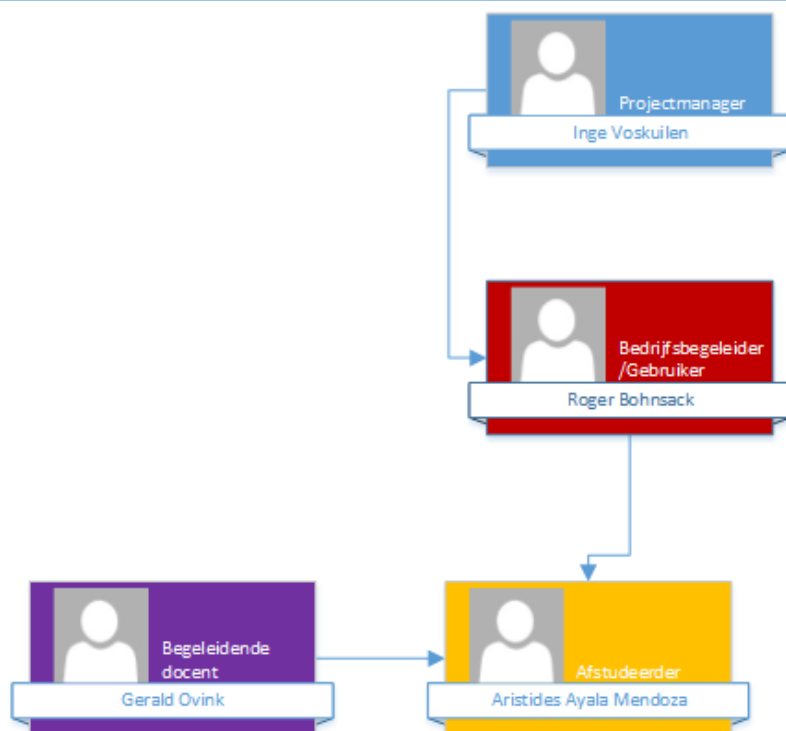 Projectmanager
Inge Voskuilen
Bedrijfsbegeleider
/Gebruiker
Roger Bohnsack
Begeleidende
docent
Gerald Ovink
Afstudeerder
Aristides Ayala Mendoza